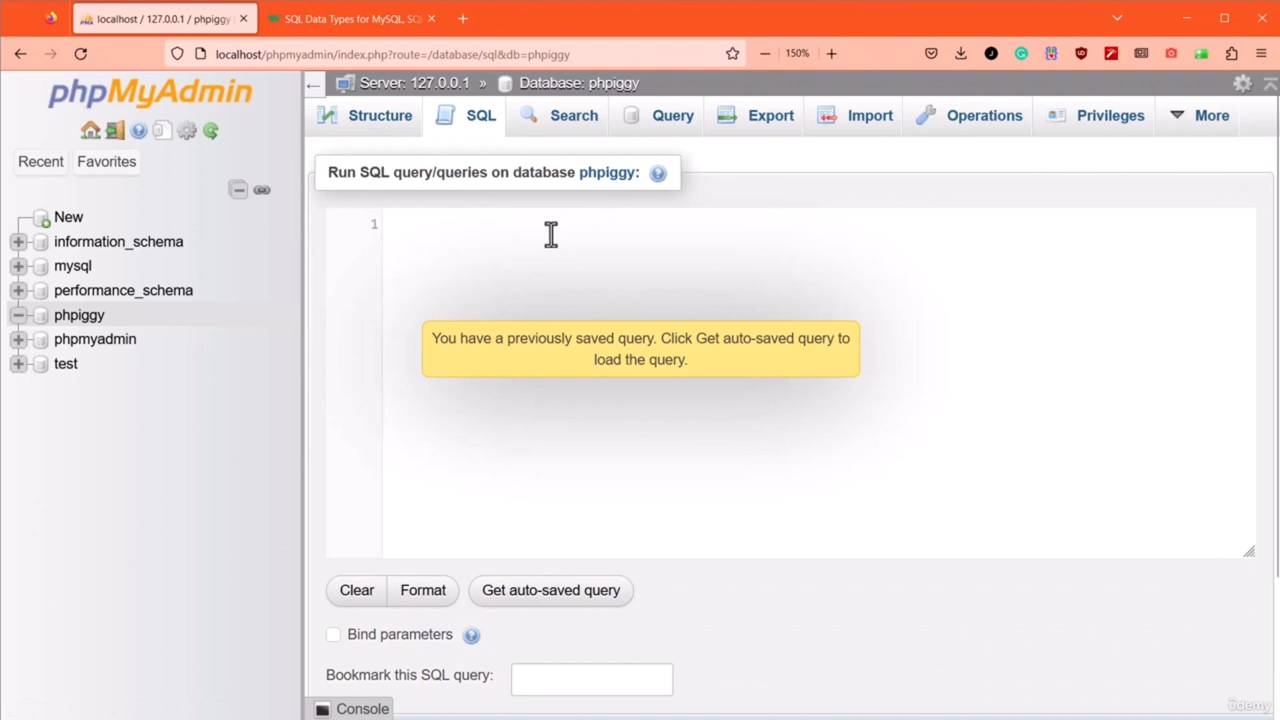 localhost / 127.0.0.1 / phpiggy
SQL Data Types for MySQL, SQ
localhost/phpmyadmin/index.php?route=/database/sql&db=phpiggy
150%
phpMyAdmin
Recent
Favorites
New
information_schema
mysql
performance_schema
phpiggy
phpmyadmin
test
Server: 127.0.0.1 » Database: phpiggy
Structure
SQL
Search
Query
Export
Import
Operations
Privileges
More
Run SQL query/queries on database phpiggy:
1
You have a previously saved query. Click Get auto-saved query to
load the query.
Clear
Format
Get auto-saved query
Bind parameters
Bookmark this SQL query:
Console
ûdemy